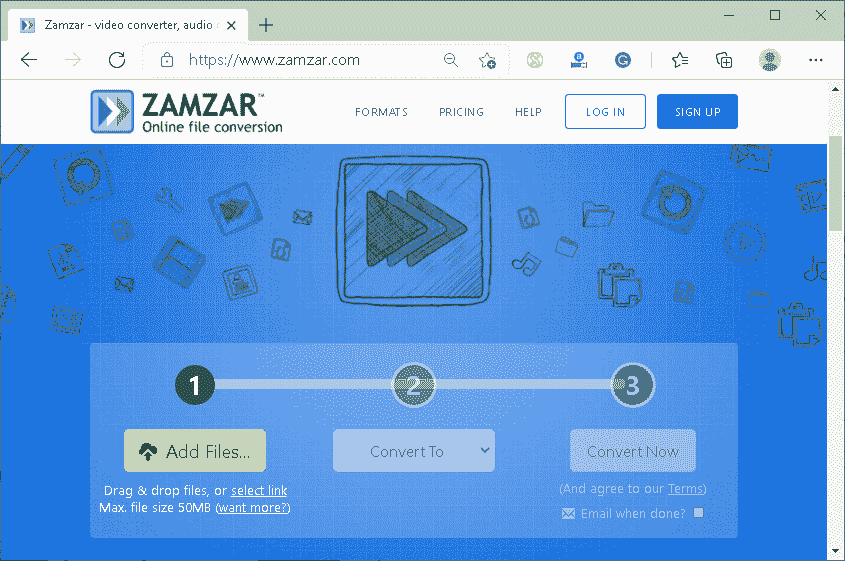 Zamzar - video converter, audio
https://www.zamzar.com
ZAMZAR™
Online file conversion
FORMATS PRICING HELP LOG IN SIGN UP
1 2 3
Add Files... Convert To Convert Now
Drag & drop files, or select link
Max. file size 50MB (want more?)
(And agree to our Terms)
Email when done?